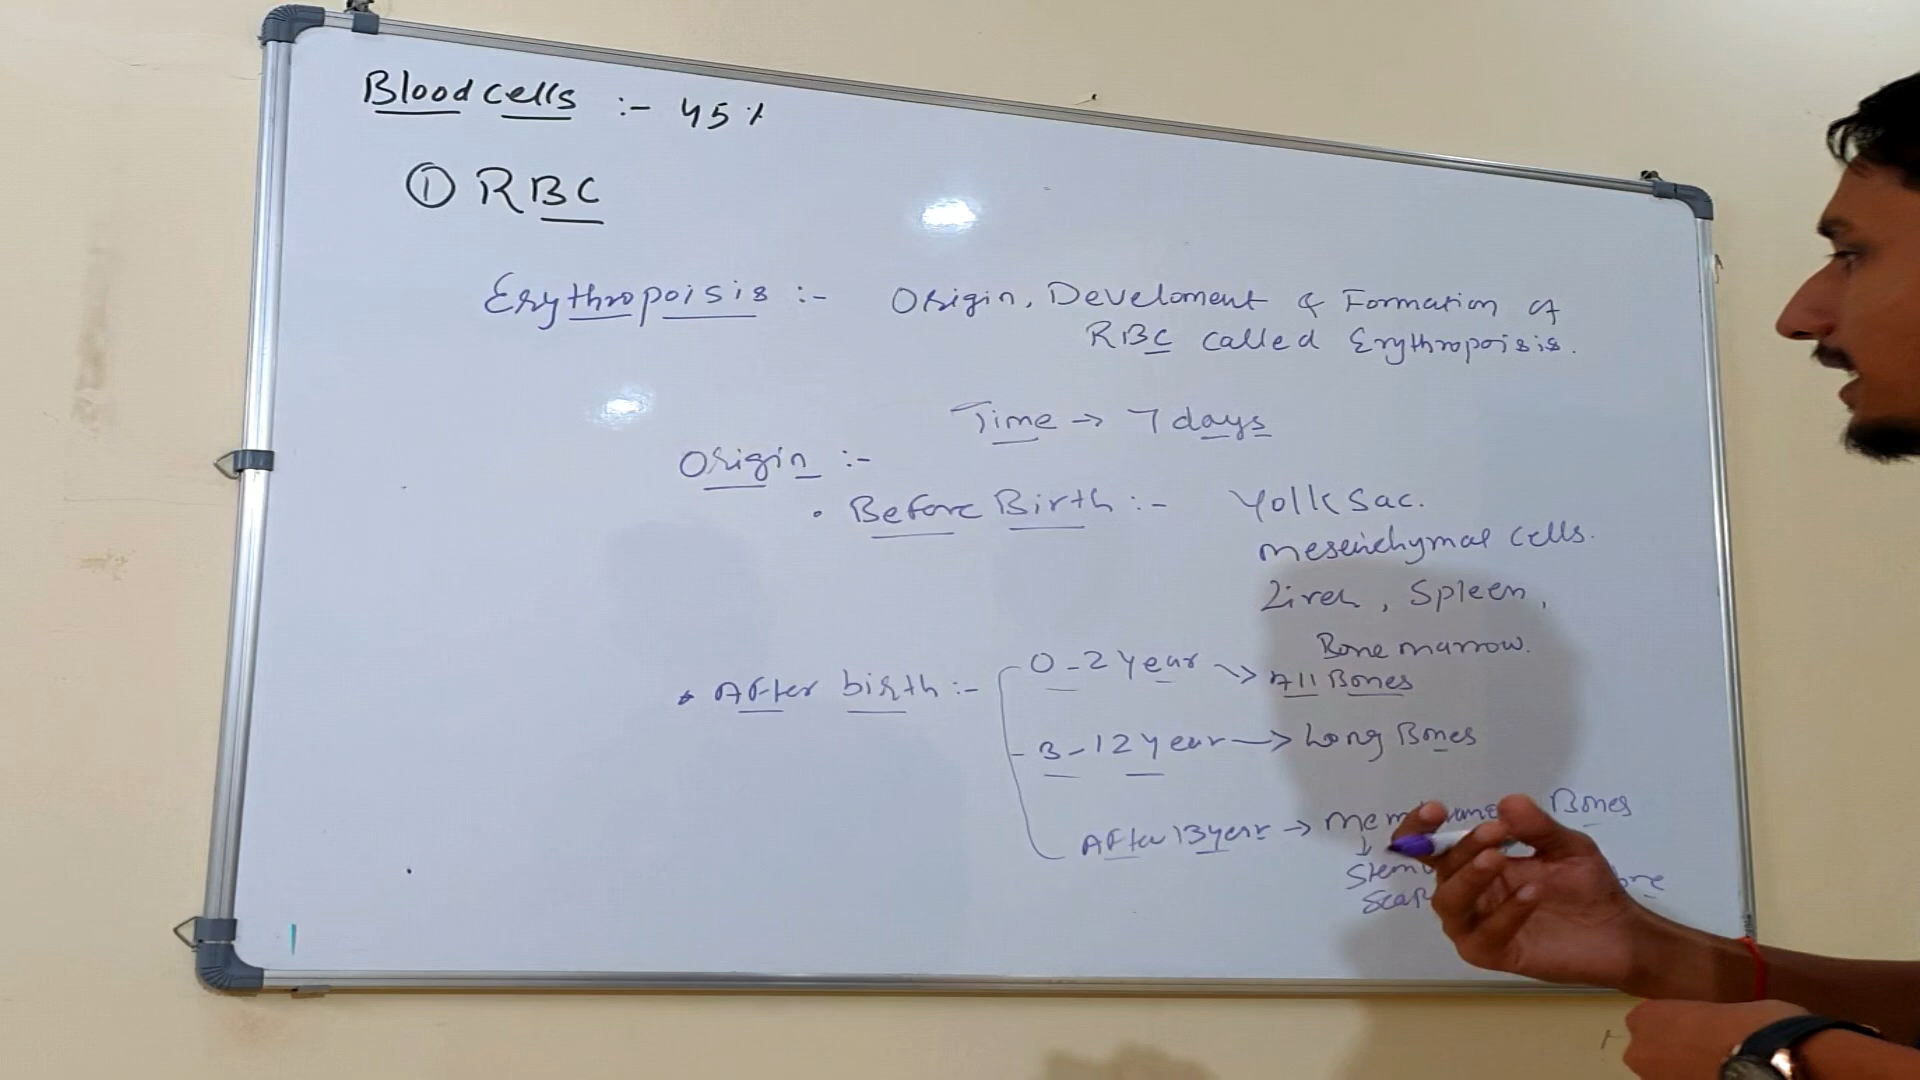 Blood cells :- 45 %
① RBC
Erythropoisis :- Origin, Develoment & Formation of
RBC called Erythropoisis.
Time → 7 days
Origin :-
• Before Birth :- Yolk sac.
mesenchymal cells.
Liver, Spleen,
Bone marrow.
• After birth :- 0-2 year → All Bones
3-12 year → Long Bones
After 13 year → Bones